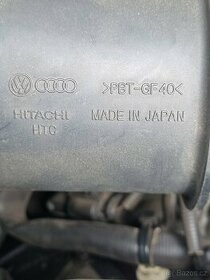 >PBT-GF40<
HITACHI MADE IN JAPAN
HTC